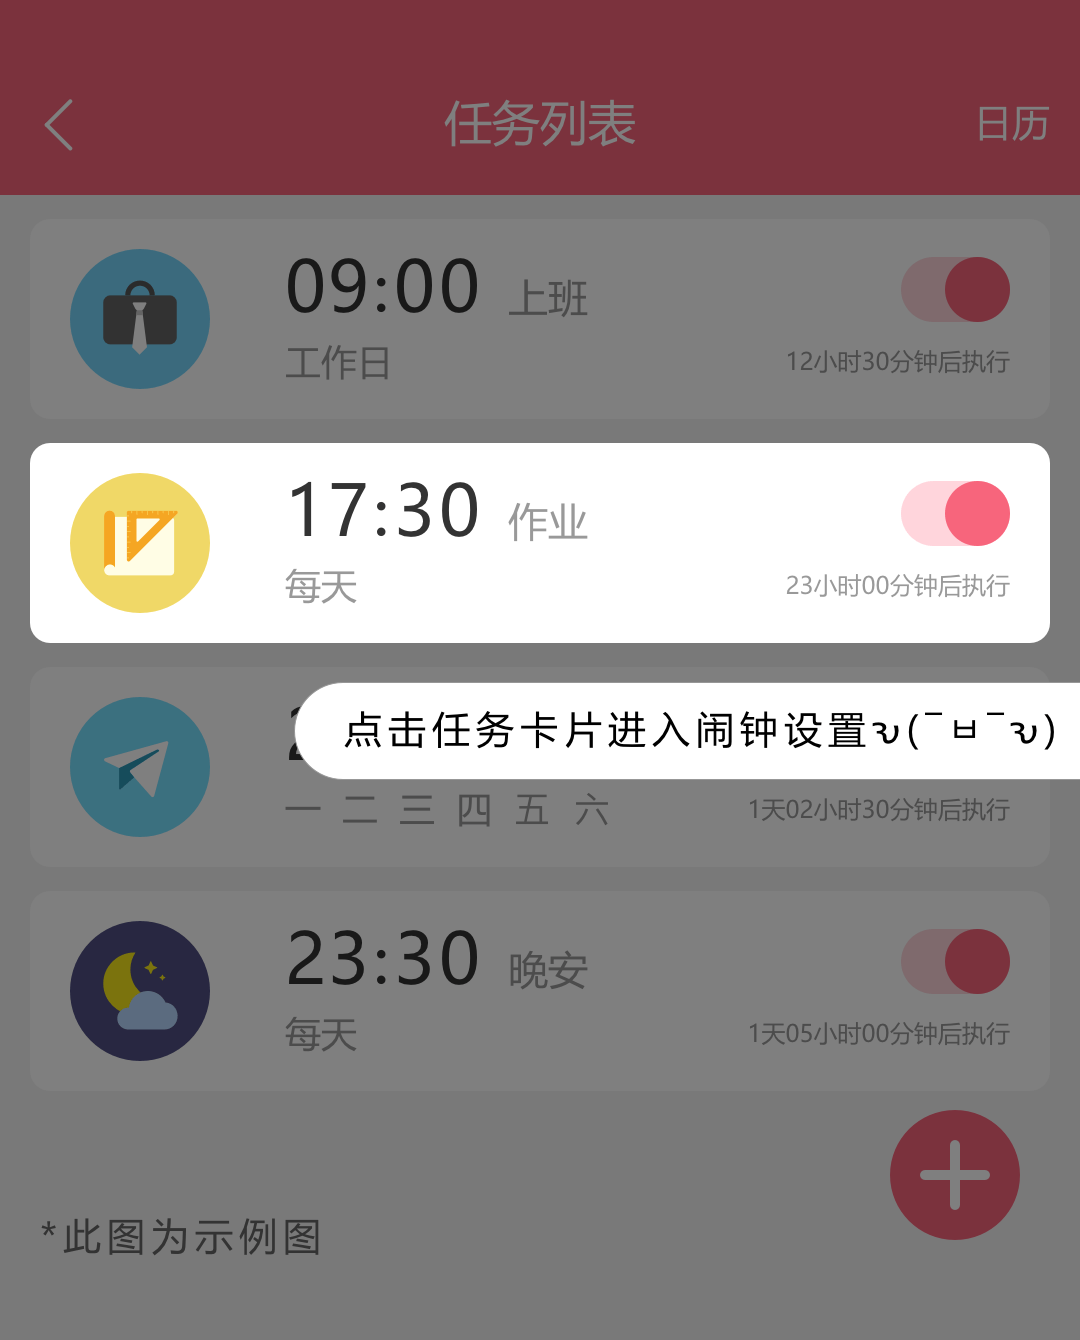 任务列表 日历
09:00 上班
工作日 12小时30分钟后执行
17:30 作业
每天 23小时00分钟后执行
点击任务卡片进入闹钟设置ຈ(‾ㅂ‾ຈ)
一 二 三 四 五 六 1天02小时30分钟后执行
23:30 晚安
每天 1天05小时00分钟后执行
*此图为示例图